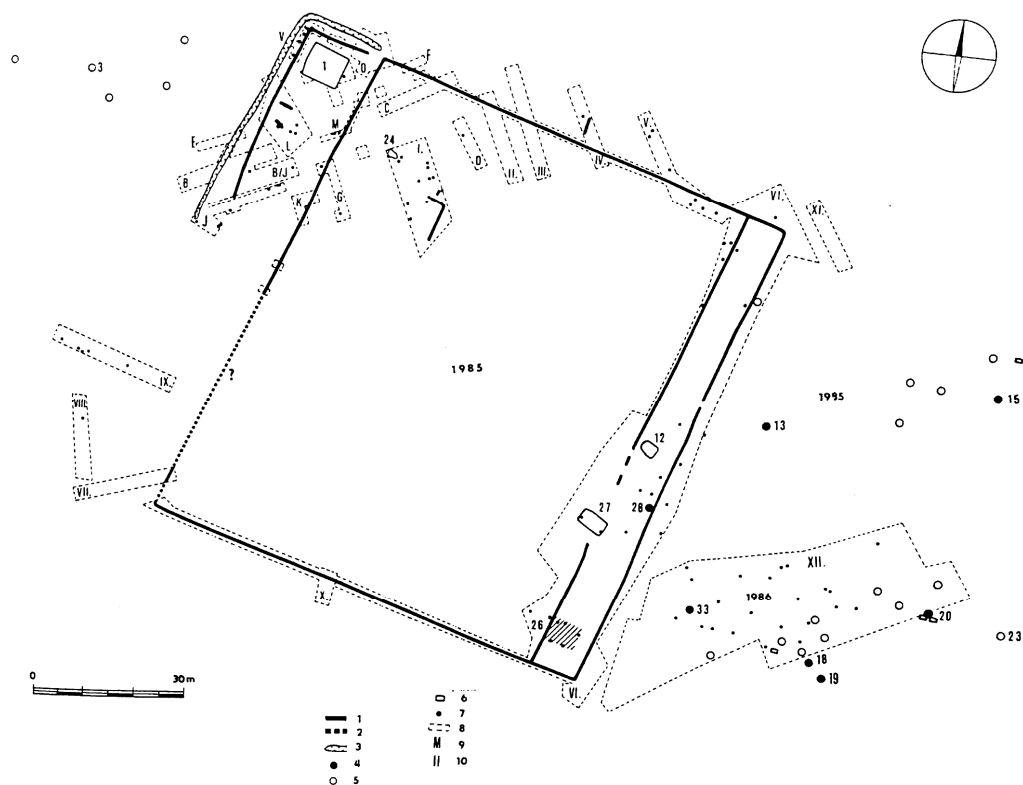 V.
1
O
F
3
C
M
24
I.
E
L
B
B/J
D
II.
III.
IV.
V.
J
K
G
VI.
XI.
1985
?
IX.
VIII.
VII.
1995
15
13
12
28
27
XII.
1986
33
20
X.
26
23
18
19
VI.
0 30m
1 6
2 7
3 8
4 M 9
5 II 10